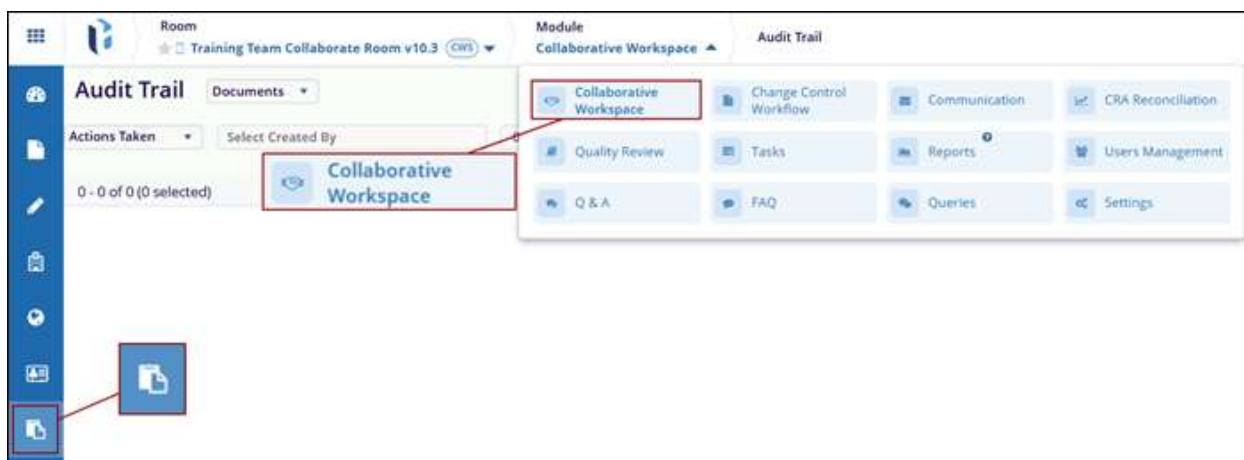 Room
Training Team Collaborate Room v10.3 CWS
Module
Collaborative Workspace
Audit Trail
Audit Trail
Documents
Actions Taken
Select Created By
0 - 0 of 0 (0 selected)
Collaborative
Workspace
Collaborative
Workspace
Change Control
Workflow
Communication
CRA Reconciliation
Quality Review
Tasks
Reports
Users Management
Q & A
FAQ
Queries
Settings